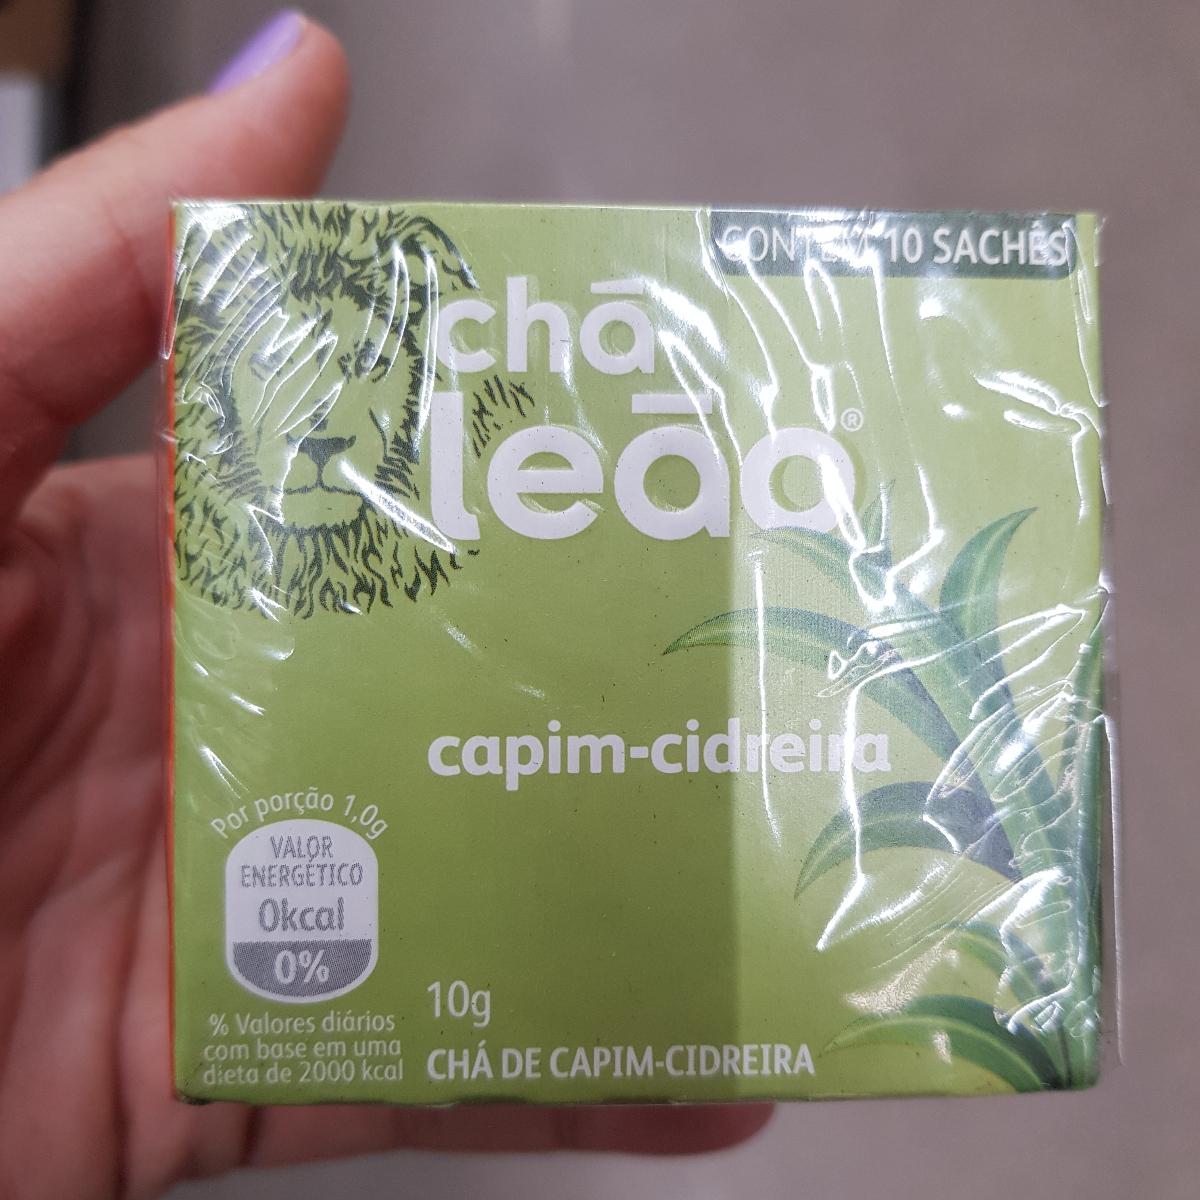 CONTÉM 10 SACHÊS
chá
leão®
capim-cidreira
Por porção 1,0g
VALOR
ENERGÉTICO
0kcal
0%
% Valores diários
com base em uma
dieta de 2000 kcal
10g
CHÁ DE CAPIM-CIDREIRA